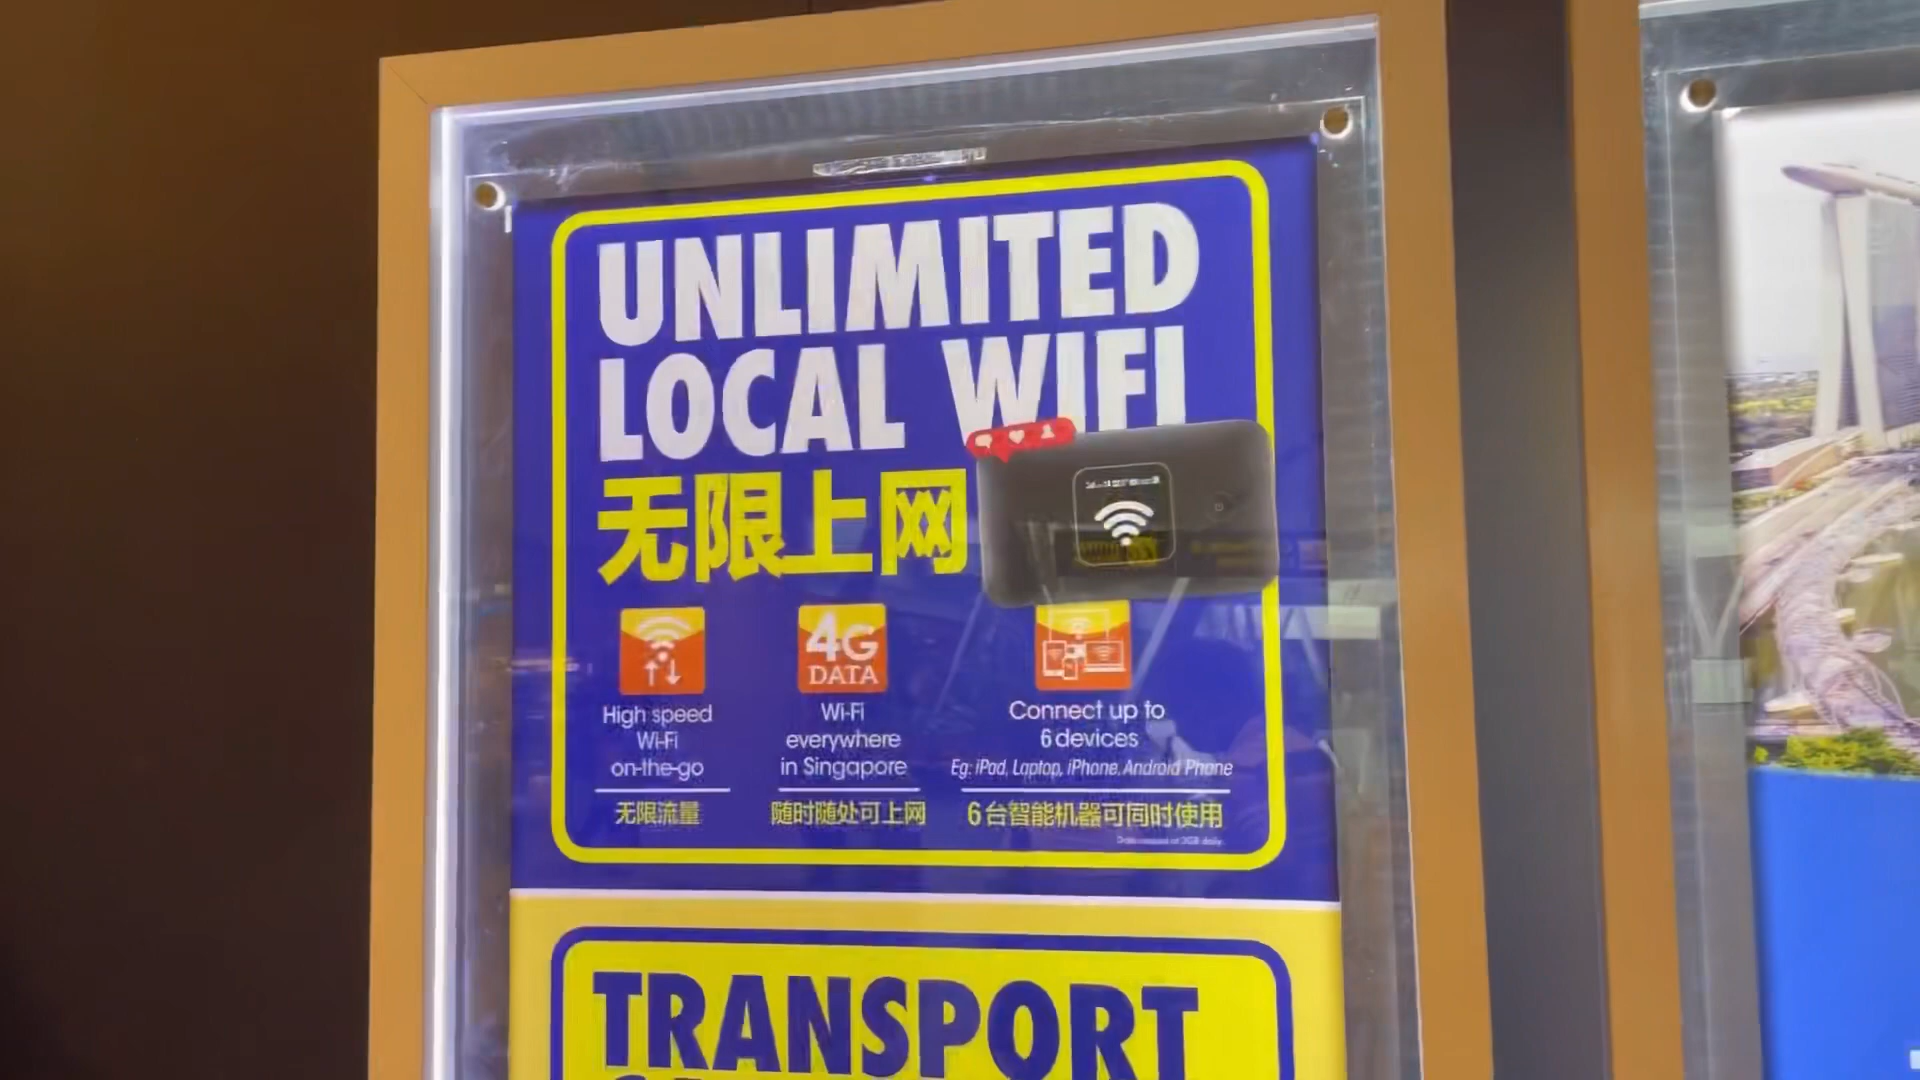 UNLIMITED
LOCAL WIFI
无限上网
4G
DATA
High speed
Wi-Fi
on-the-go
无限流量
Wi-Fi
everywhere
in Singapore
随时随处可上网
Connect up to
6 devices
Eg: iPad, Laptop, iPhone, Android Phone
6台智能机器可同时使用
TRANSPORT